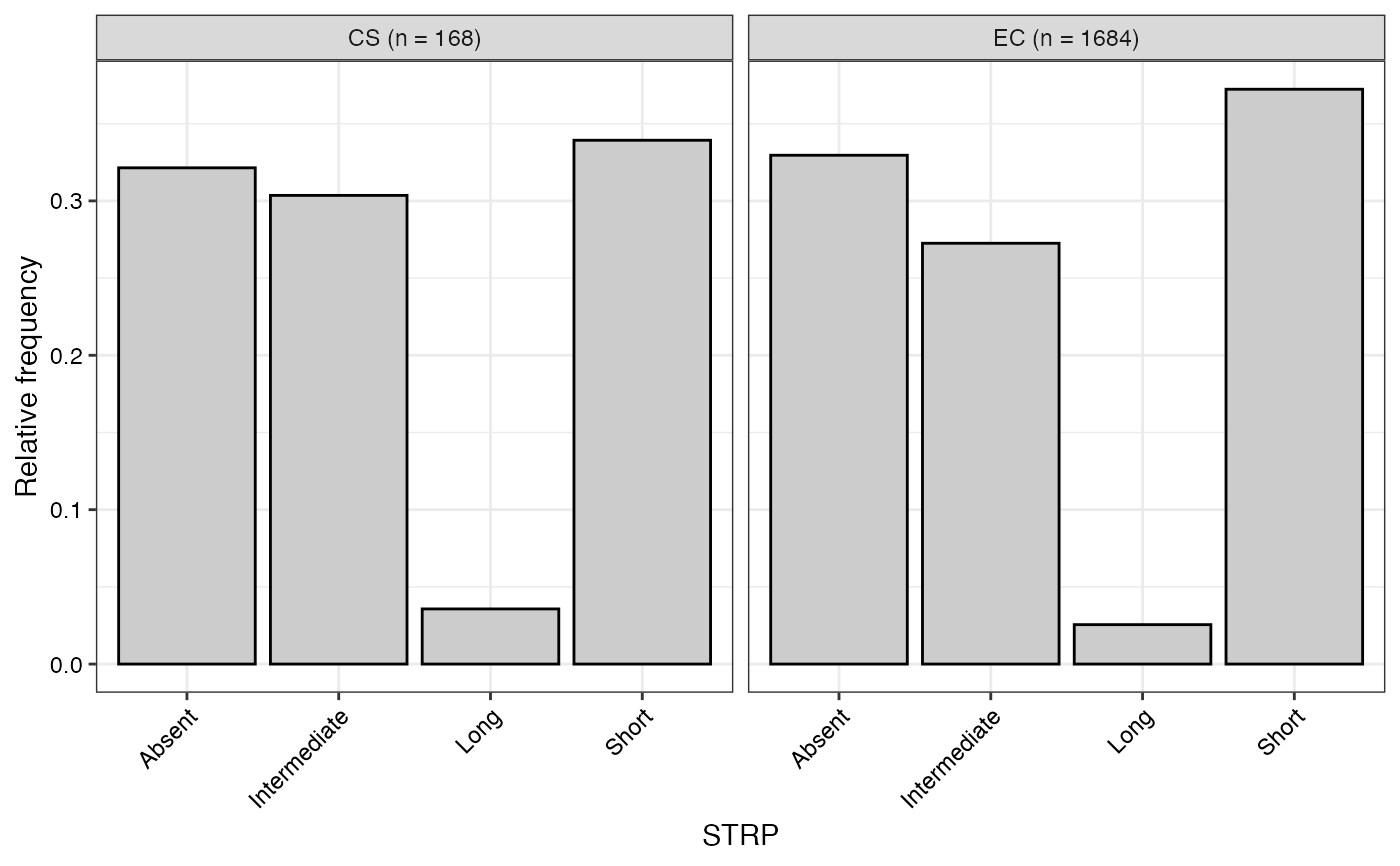 CS (n = 168)
EC (n = 1684)
Relative frequency
0.3
0.2
0.1
0.0
Absent
Intermediate
Long
Short
Absent
Intermediate
Long
Short
STRP